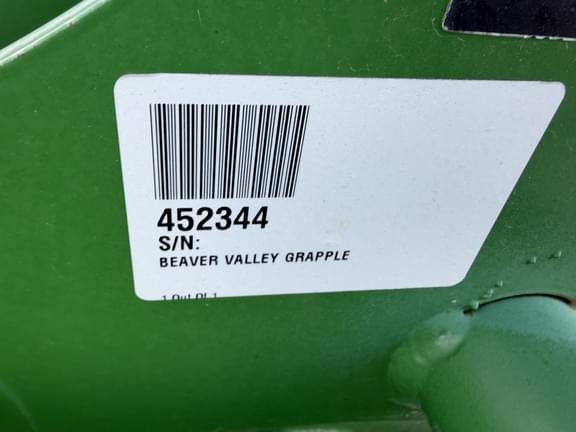 452344
S/N:
BEAVER VALLEY GRAPPLE
1 Out Of 1